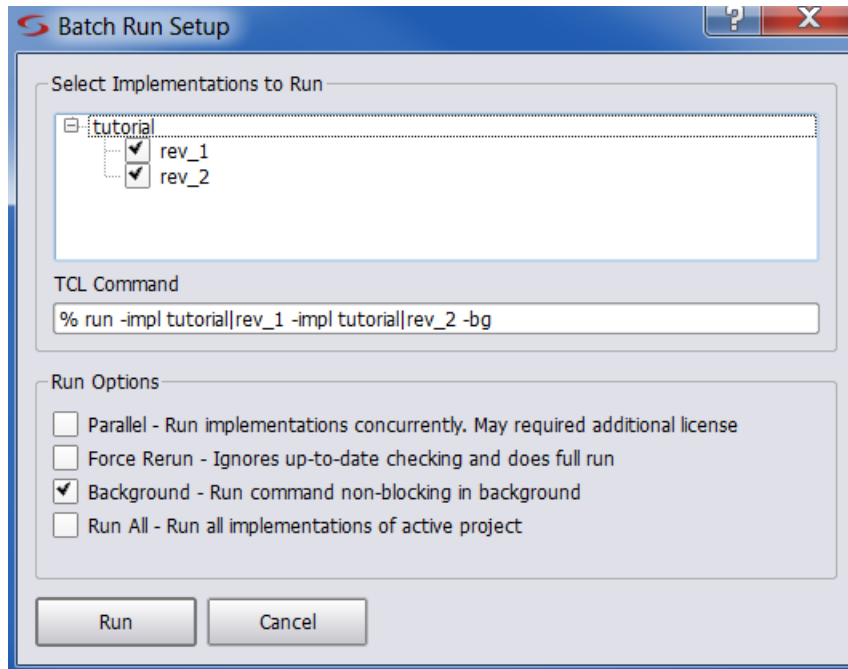 Batch Run Setup
Select Implementations to Run
tutorial
rev_1
rev_2
TCL Command
% run -impl tutorial|rev_1 -impl tutorial|rev_2 -bg
Run Options
Parallel - Run implementations concurrently. May required additional license
Force Rerun - Ignores up-to-date checking and does full run
Background - Run command non-blocking in background
Run All - Run all implementations of active project
Run Cancel